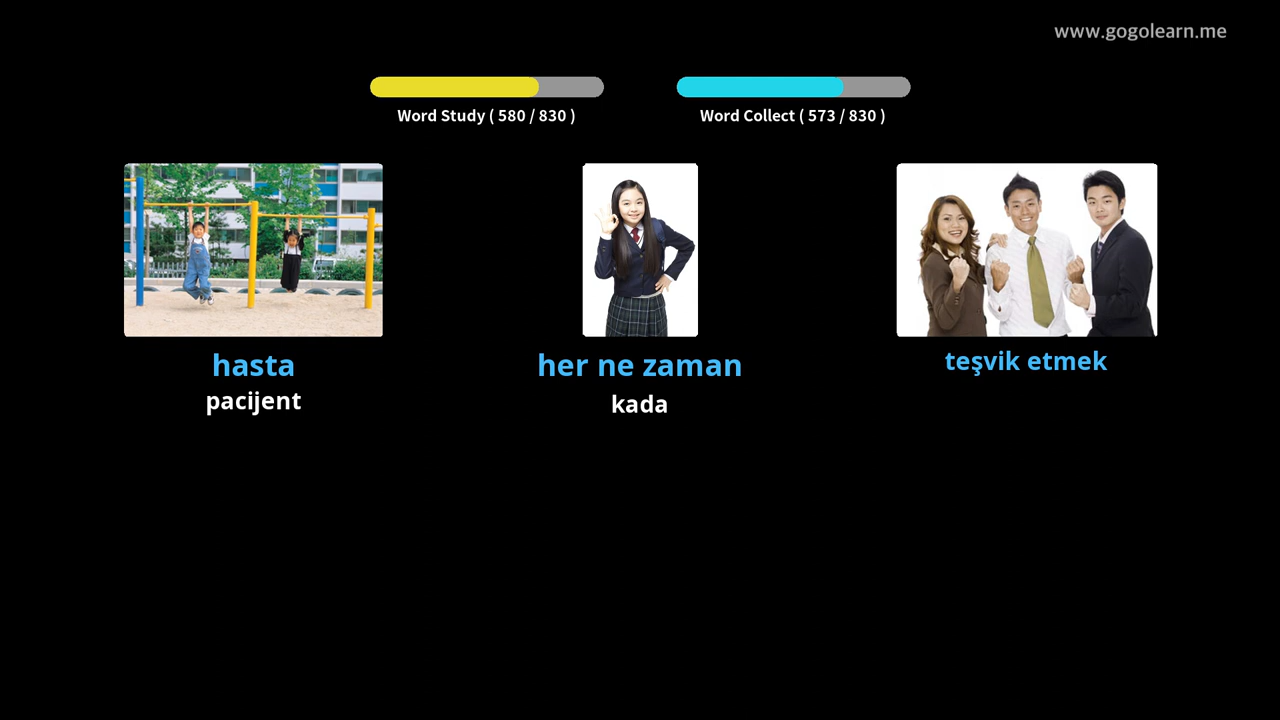 www.gogolearn.me
Word Study ( 580 / 830 )
Word Collect ( 573 / 830 )
hasta
pacijent
her ne zaman
kada
teşvik etmek